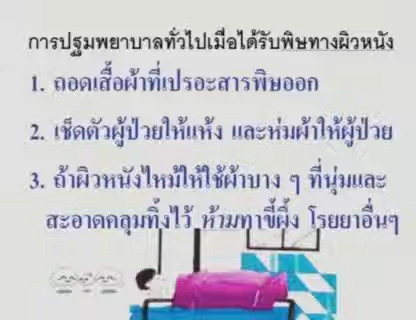 การปฐมพยาบาลทั่วไปเมื่อได้รับพิษทางผิวหนัง
1. ถอดเสื้อผ้าที่เปรอะสารพิษออก
2. เช็ดตัวผู้ป่วยให้แห้ง และห่มผ้าให้ผู้ป่วย
3. ถ้าผิวหนังไหม้ให้ใช้ผ้าบาง ๆ ที่นุ่มและ
สะอาดคลุมทิ้งไว้ ห้ามทาขี้ผึ้ง โรยยาอื่นๆ